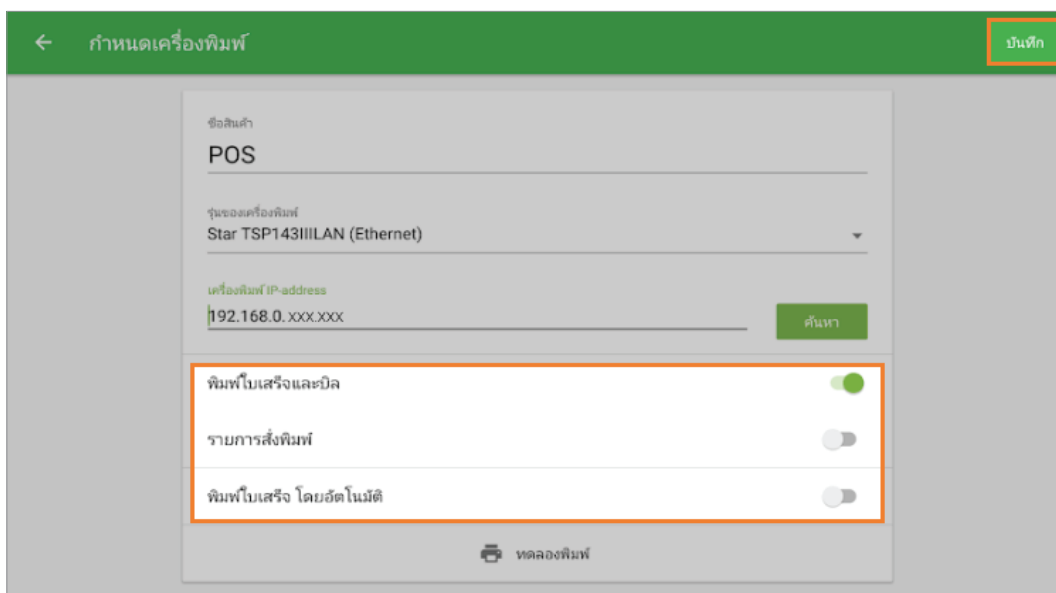 กำหนดเครื่องพิมพ์
บันทึก
ชื่อสินค้า
POS
รุ่นของเครื่องพิมพ์
Star TSP143IIILAN (Ethernet)
เครื่องพิมพ์ IP-address
192.168.0. xxx.xxx
ค้นหา
พิมพ์ใบเสร็จและบิล
รายการสั่งพิมพ์
พิมพ์ใบเสร็จ โดยอัตโนมัติ
ทดลองพิมพ์